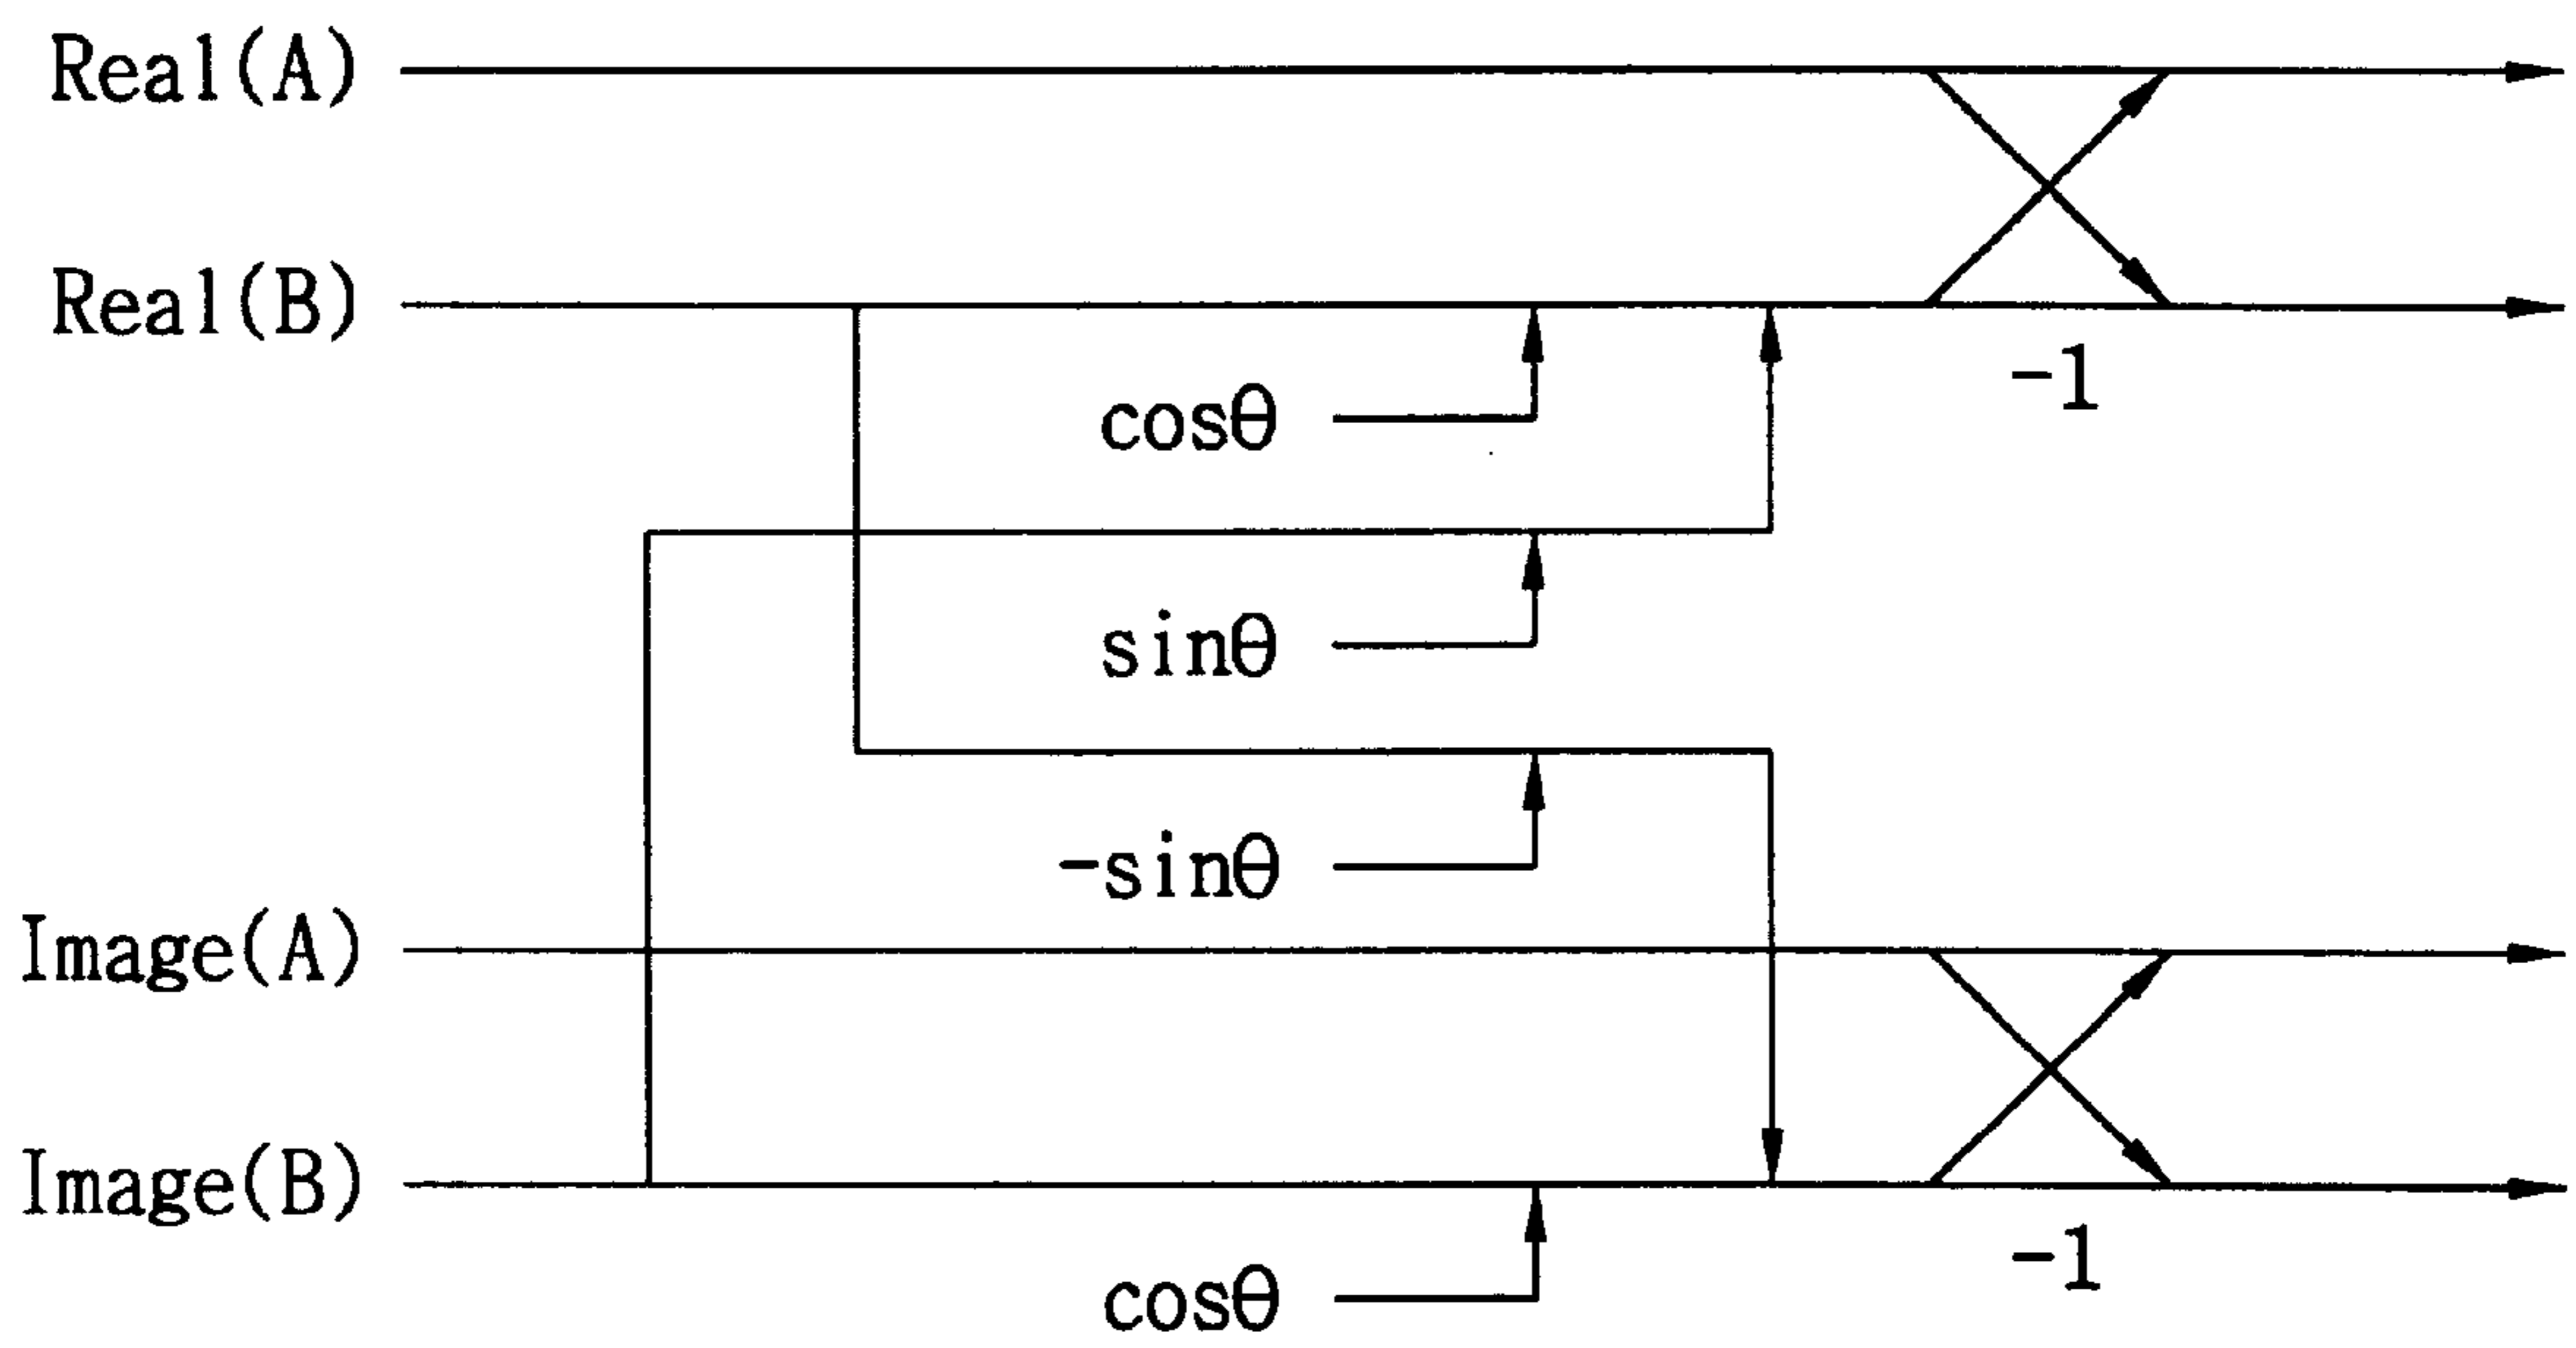 Real(A)
Real(B)
cosθ
-1
sinθ
-sinθ
Image(A)
Image(B)
cosθ
-1